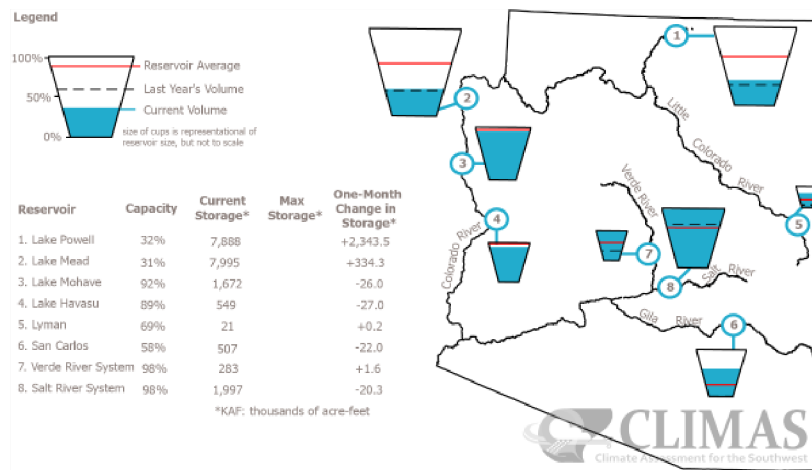 Legend
100%
50%
0%
Reservoir Average
Last Year's Volume
Current Volume
size of cups is representational of
reservoir size, but not to scale
Reservoir Capacity Current Storage* Max Storage* One-Month Change in Storage*
1. Lake Powell 32% 7,888 +2,343.5
2. Lake Mead 31% 7,995 +334.3
3. Lake Mohave 92% 1,672 -26.0
4. Lake Havasu 89% 549 -27.0
5. Lyman 69% 21 +0.2
6. San Carlos 58% 507 -22.0
7. Verde River System 98% 283 +1.6
8. Salt River System 98% 1,997 -20.3
*KAF: thousands of acre-feet
1
2
3
4
5
6
7
8
Little
Colorado
River
Verde River
Colorado River
Salt River
Gila River
CLIMAS
Climate Assessment for the Southwest